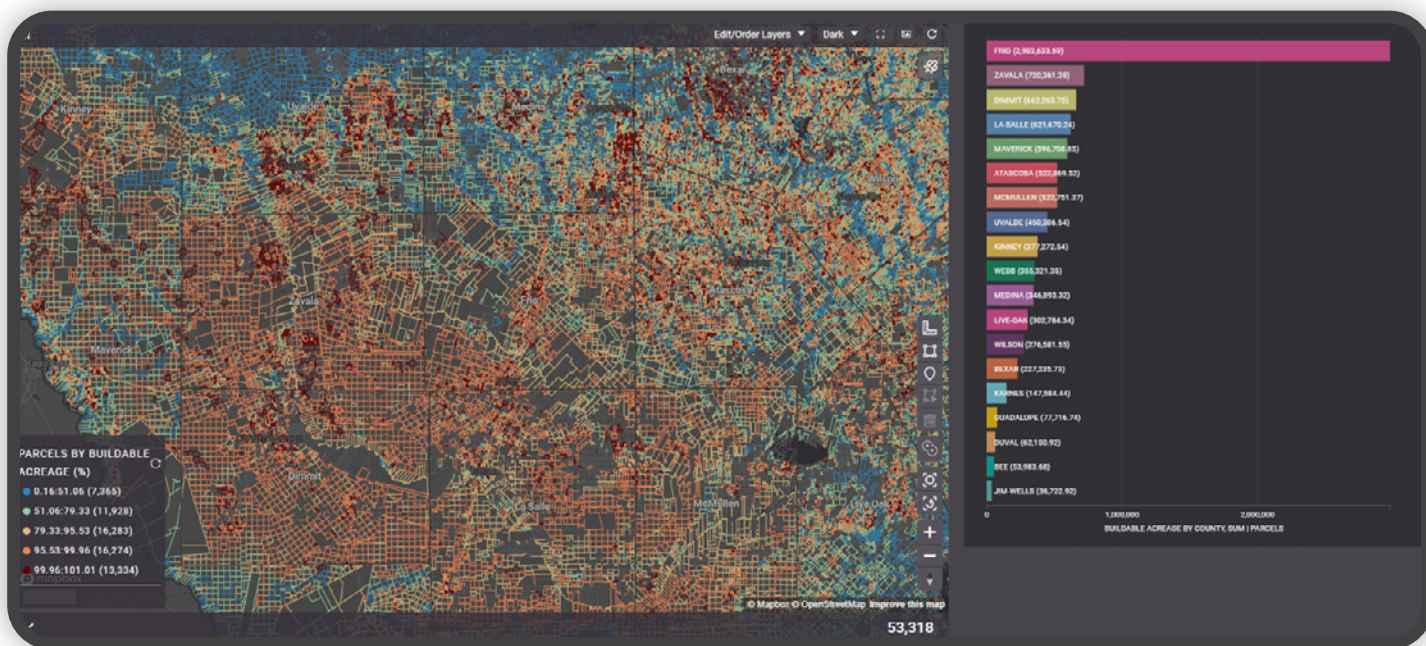 Edit/Order Layers
Dark
Kinney
Uvalde
Medina
Bexar
Wilson
Zavala
Frio
Atascosa
Maverick
Dimmit
La Salle
McMullen
Live Oak
PARCELS BY BUILDABLE
ACREAGE (%)
0.16:51.06 (7,365)
51.06:79.33 (11,928)
79.33:95.53 (16,283)
95.53:99.96 (16,274)
99.96:101.01 (13,334)
mapbox
© Mapbox © OpenStreetMap Improve this map
53,318
FRIO (2,983,633.59)
ZAVALA (720,361.38)
DIMMIT (662,263.73)
LA-SALLE (621,670.24)
MAVERICK (596,706.85)
ATASCOSA (522,869.52)
MCMULLEN (522,751.37)
UVALDE (450,386.54)
KINNEY (377,272.54)
WEBB (355,321.35)
MEDINA (346,893.32)
LIVE-OAK (302,784.34)
WILSON (276,581.55)
BEXAR (227,235.73)
KARNES (147,584.44)
GUADALUPE (77,716.74)
DUVAL (62,150.92)
BEE (53,983.68)
JIM-WELLS (36,722.92)
0
1,000,000
2,000,000
BUILDABLE ACREAGE BY COUNTY, SUM | PARCELS